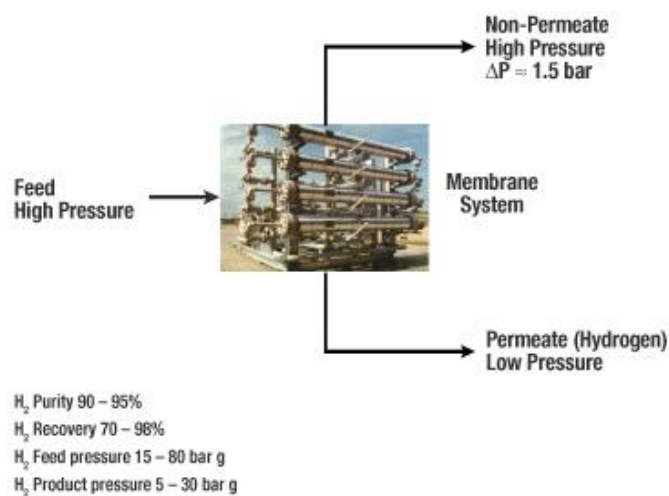 Non-Permeate
High Pressure
ΔP = 1.5 bar
Feed
High Pressure
Membrane
System
Permeate (Hydrogen)
Low Pressure
H₂ Purity 90 – 95%
H₂ Recovery 70 – 98%
H₂ Feed pressure 15 – 80 bar g
H₂ Product pressure 5 – 30 bar g